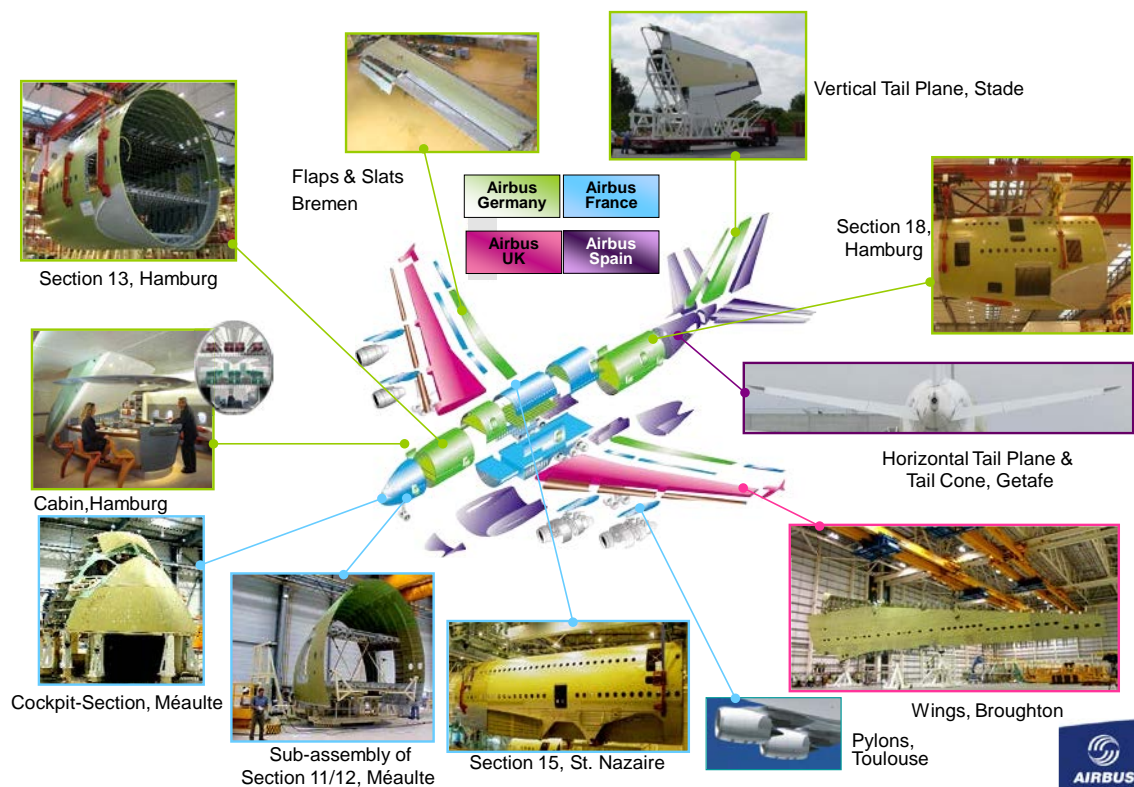 Vertical Tail Plane, Stade
Flaps & Slats
Bremen
Airbus
Germany
Airbus
France
Airbus
UK
Airbus
Spain
Section 18,
Hamburg
Section 13, Hamburg
Horizontal Tail Plane &
Tail Cone, Getafe
Cabin,Hamburg
Cockpit-Section, Méaulte
Sub-assembly of
Section 11/12, Méaulte
Section 15, St. Nazaire
Pylons,
Toulouse
Wings, Broughton
AIRBUS